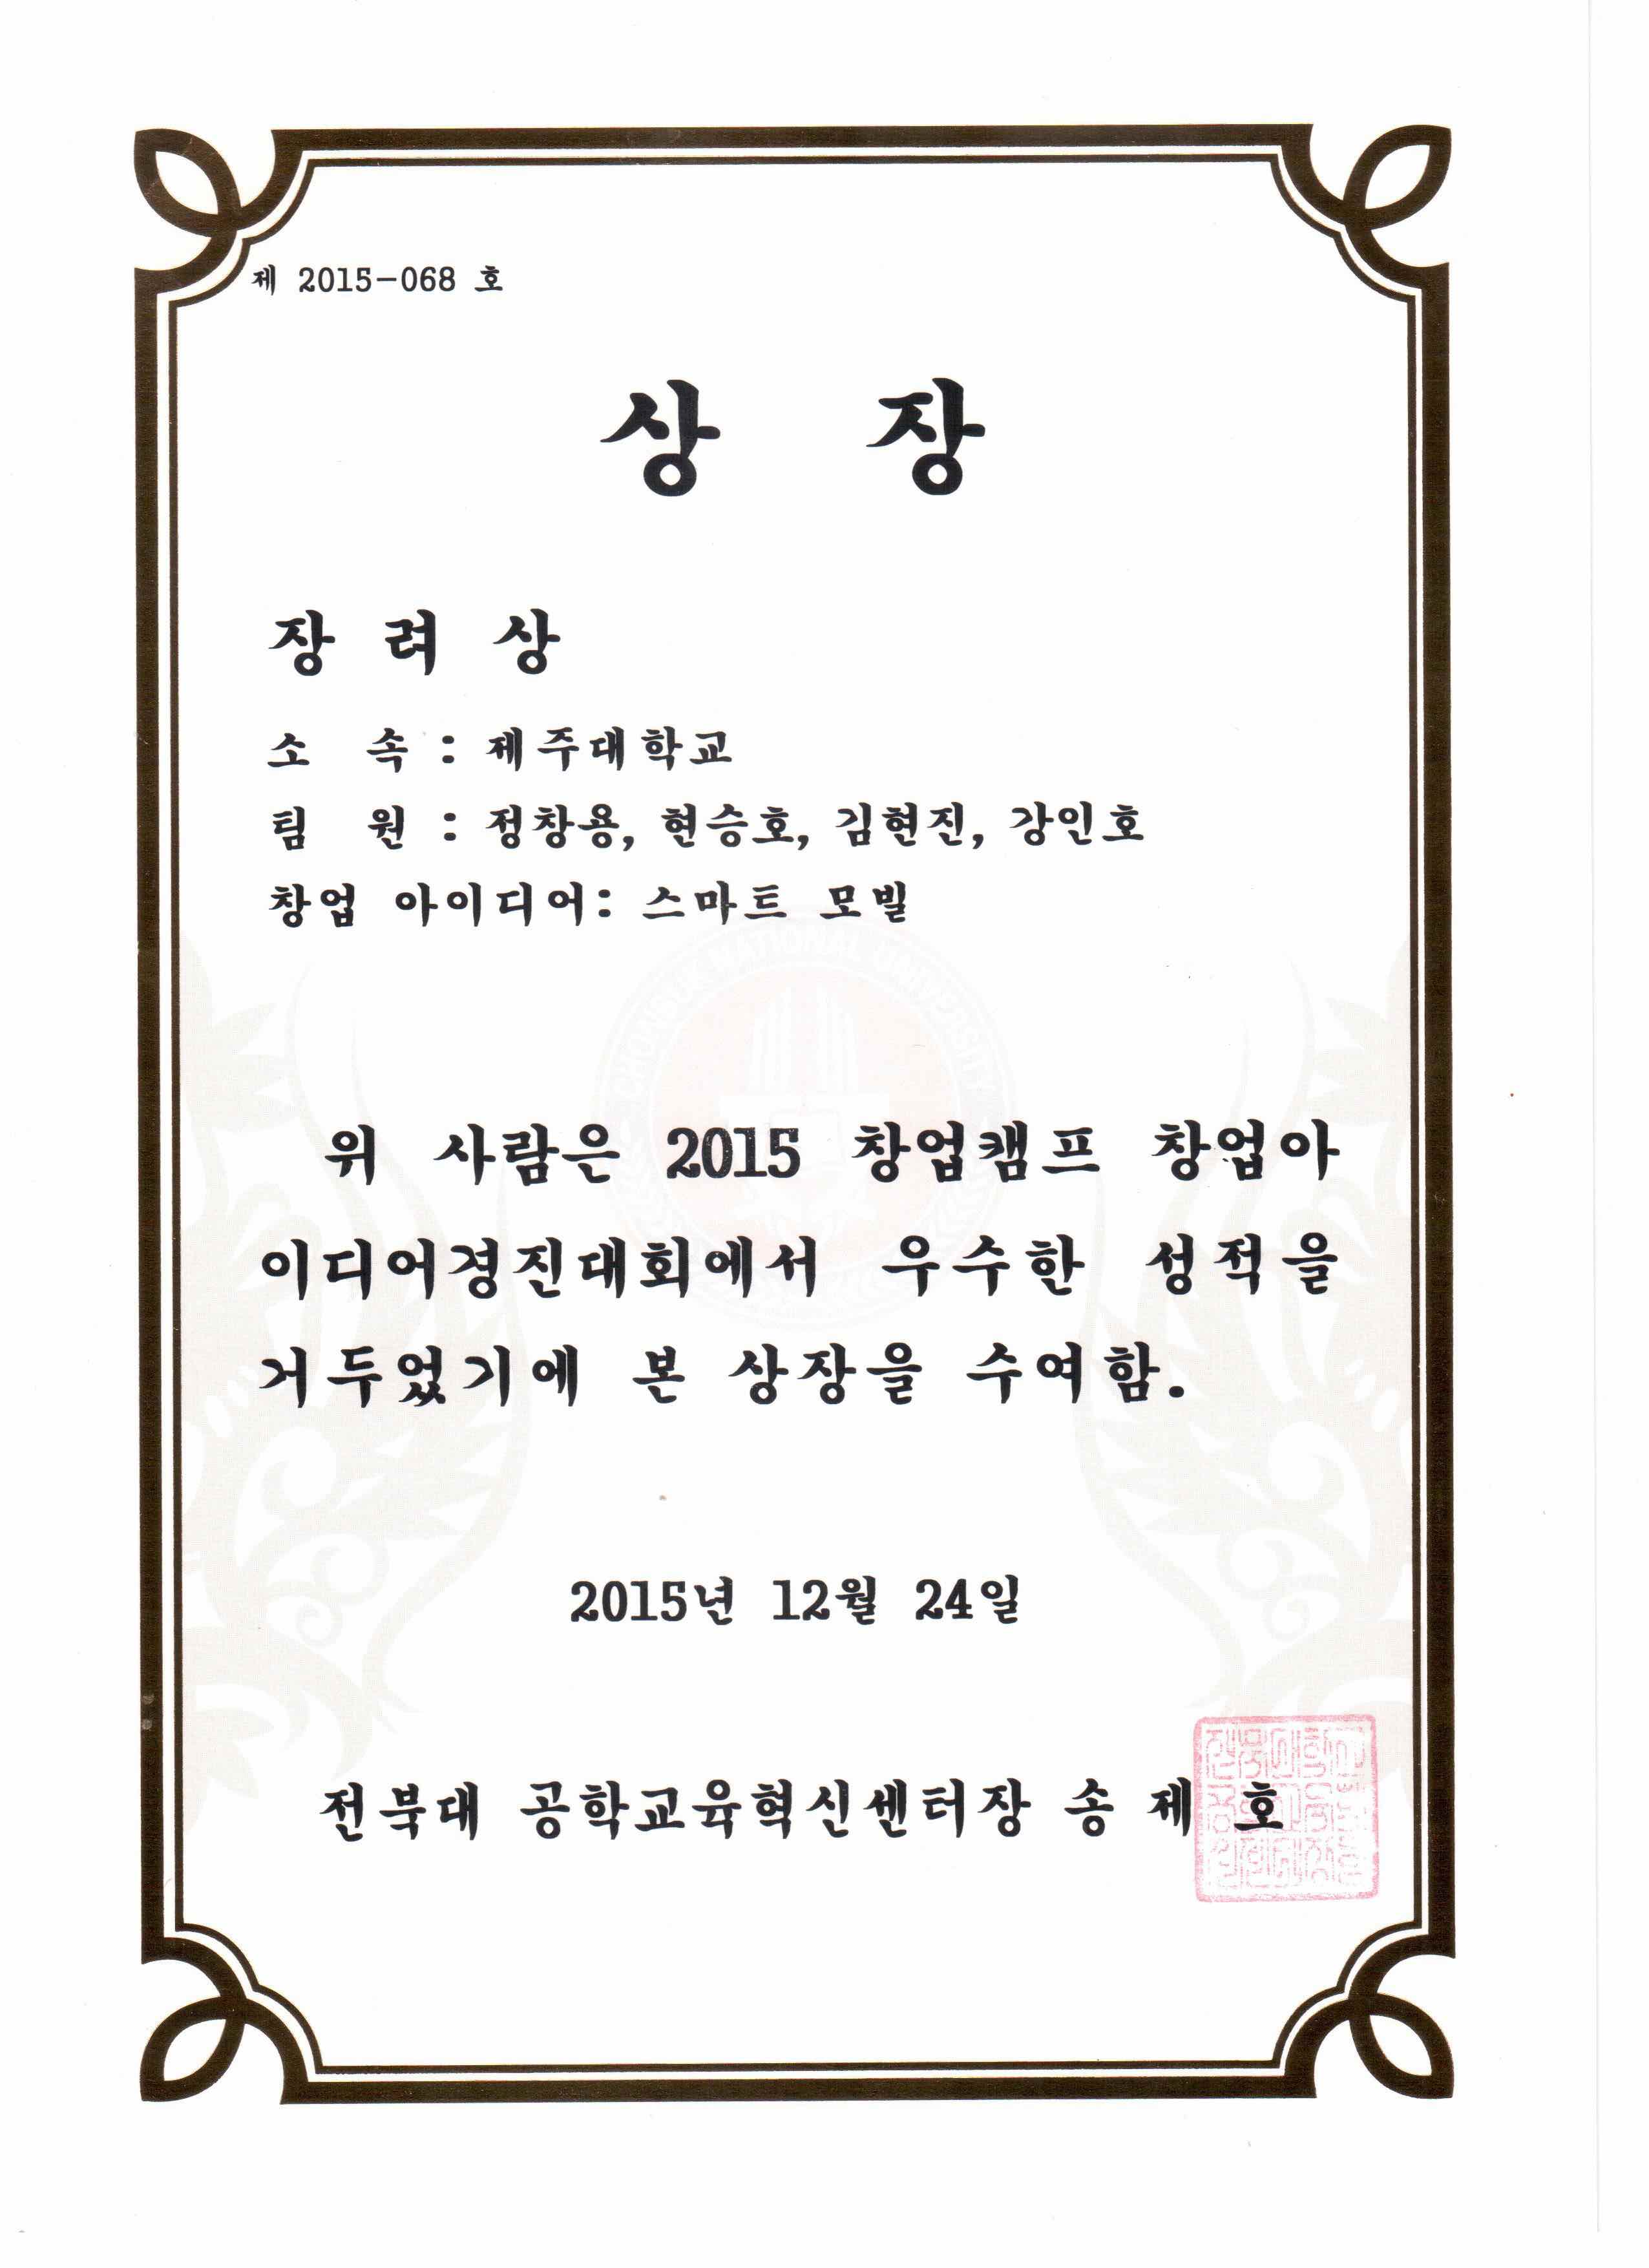 제 2015-068 호
상 장
장 려 상
소 속 : 제주대학교
팀 원 : 정창용, 현승호, 김현진, 강인호
창업 아이디어: 스마트 모빌
CHONBUK NATIONAL UNIVERSITY
위 사람은 2015 창업캠프 창업아
이디어경진대회에서 우수한 성적을
거두었기에 본 상장을 수여함.
2015년 12월 24일
전북대 공학교육혁신센터장 송 제 호